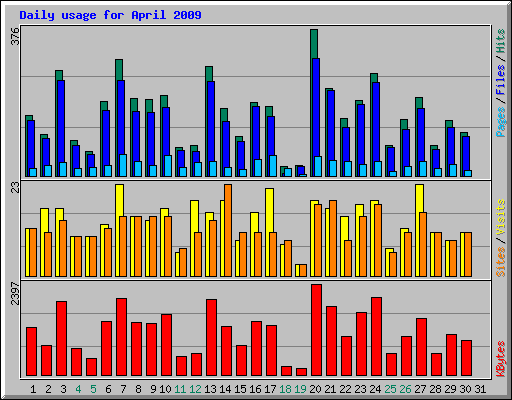 Daily usage for April 2009
376
Pages / Files / Hits
23
Sites / Visits
2397
KBytes
1 2 3 4 5 6 7 8 9 10 11 12 13 14 15 16 17 18 19 20 21 22 23 24 25 26 27 28 29 30 31